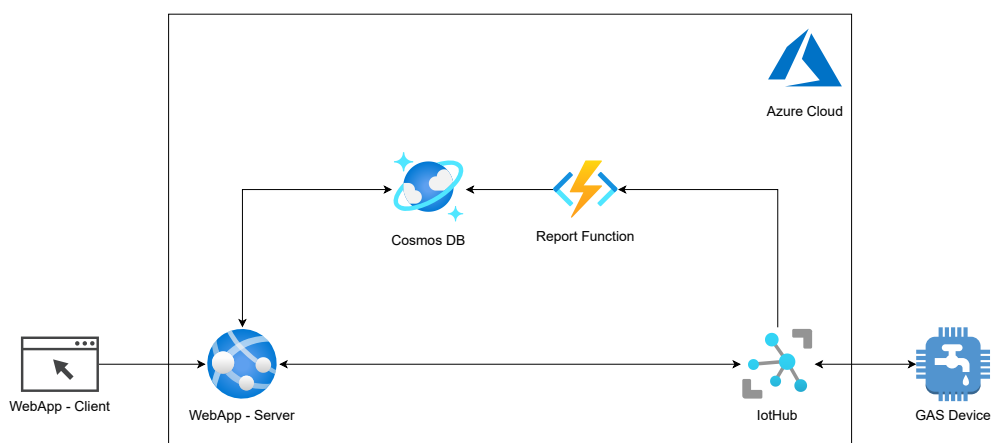 Azure Cloud
Cosmos DB
Report Function
WebApp - Client
WebApp - Server
IotHub
GAS Device